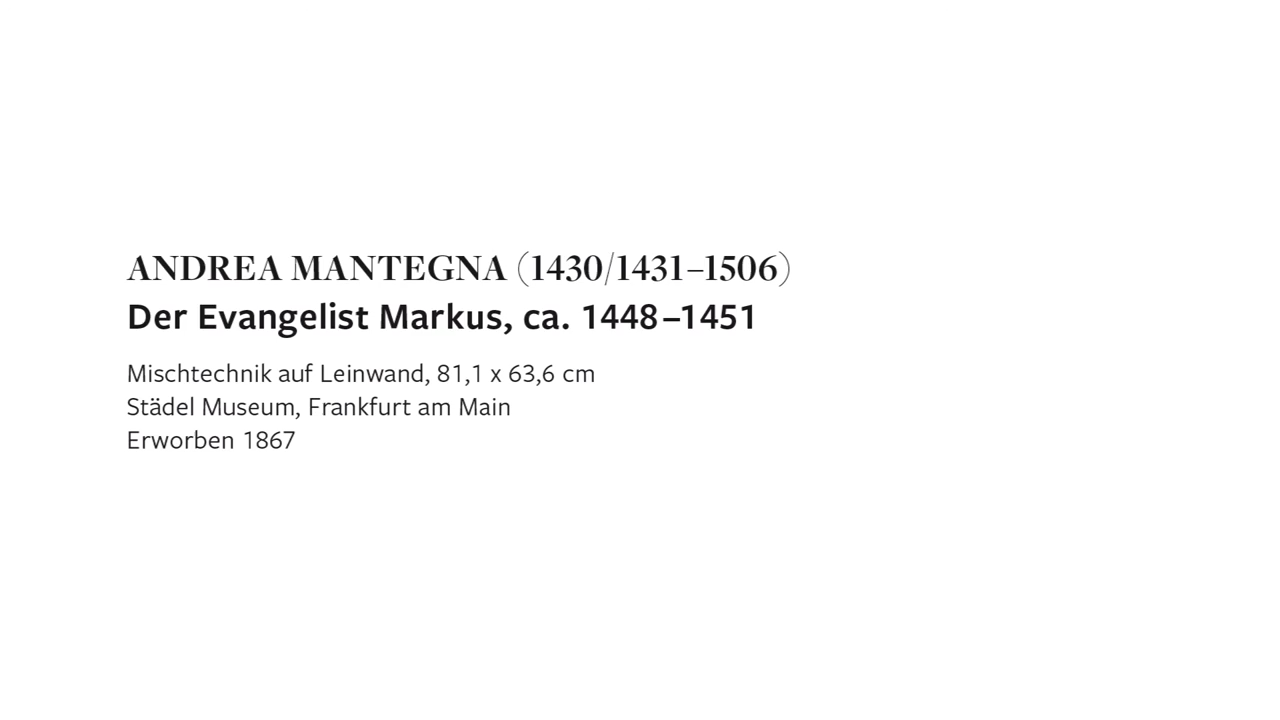 ANDREA MANTEGNA (1430/1431–1506)
Der Evangelist Markus, ca. 1448–1451
Mischtechnik auf Leinwand, 81,1 x 63,6 cm
Städel Museum, Frankfurt am Main
Erworben 1867